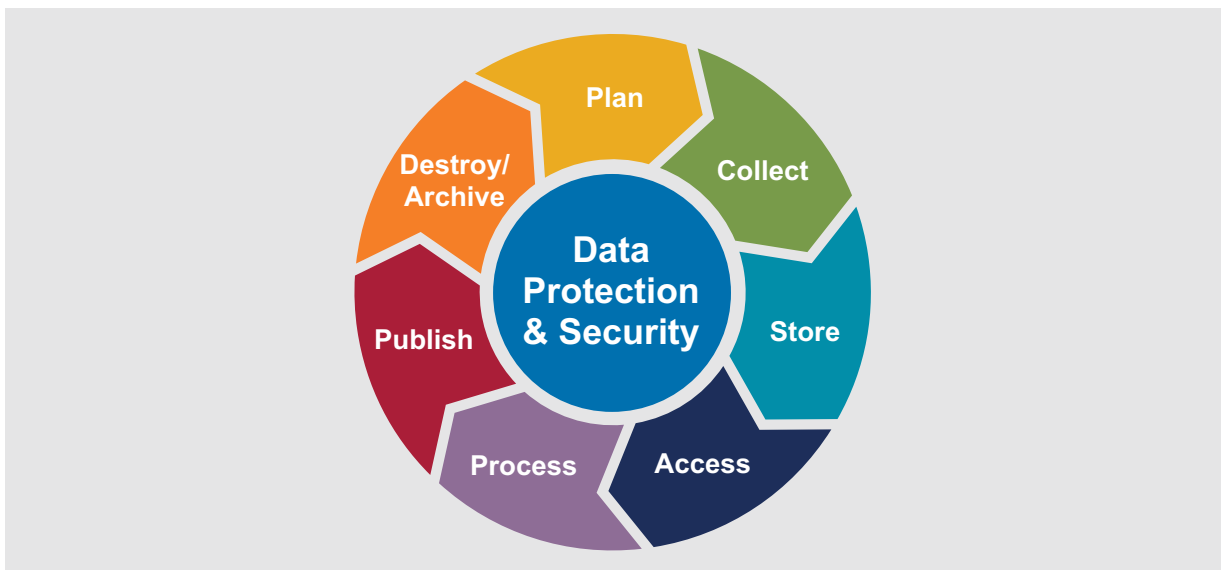 Plan
Collect
Store
Access
Process
Publish
Destroy/
Archive
Data
Protection
& Security